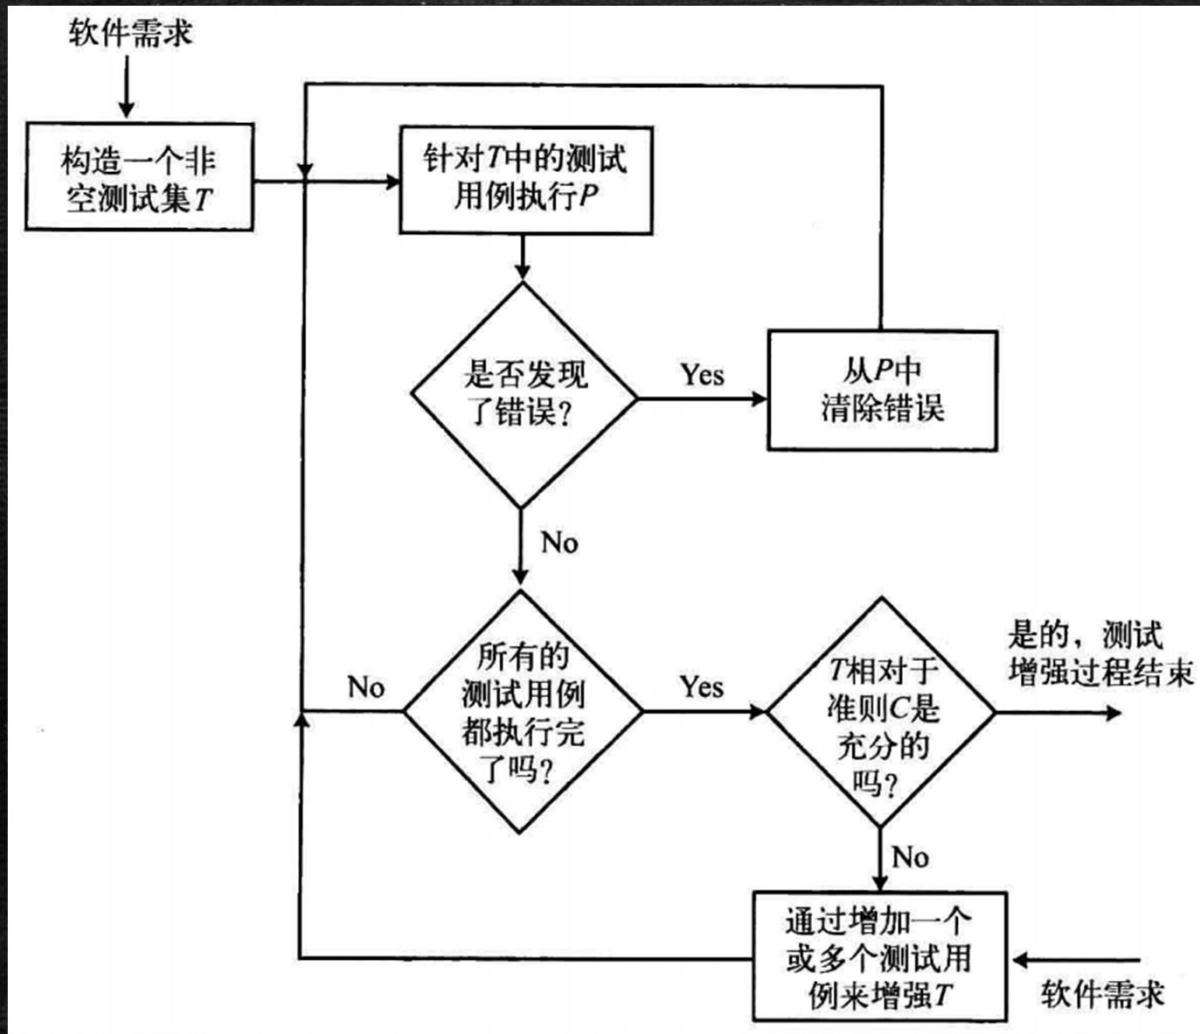 软件需求
构造一个非
空测试集T
针对T中的测试
用例执行P
是否发现
了错误?
Yes
从P中
清除错误
No
所有的
测试用例
都执行完
了吗?
No
Yes
T相对于
准则C是
充分的
吗?
是的，测试
增强过程结束
No
通过增加一个
或多个测试用
例来增强T
软件需求